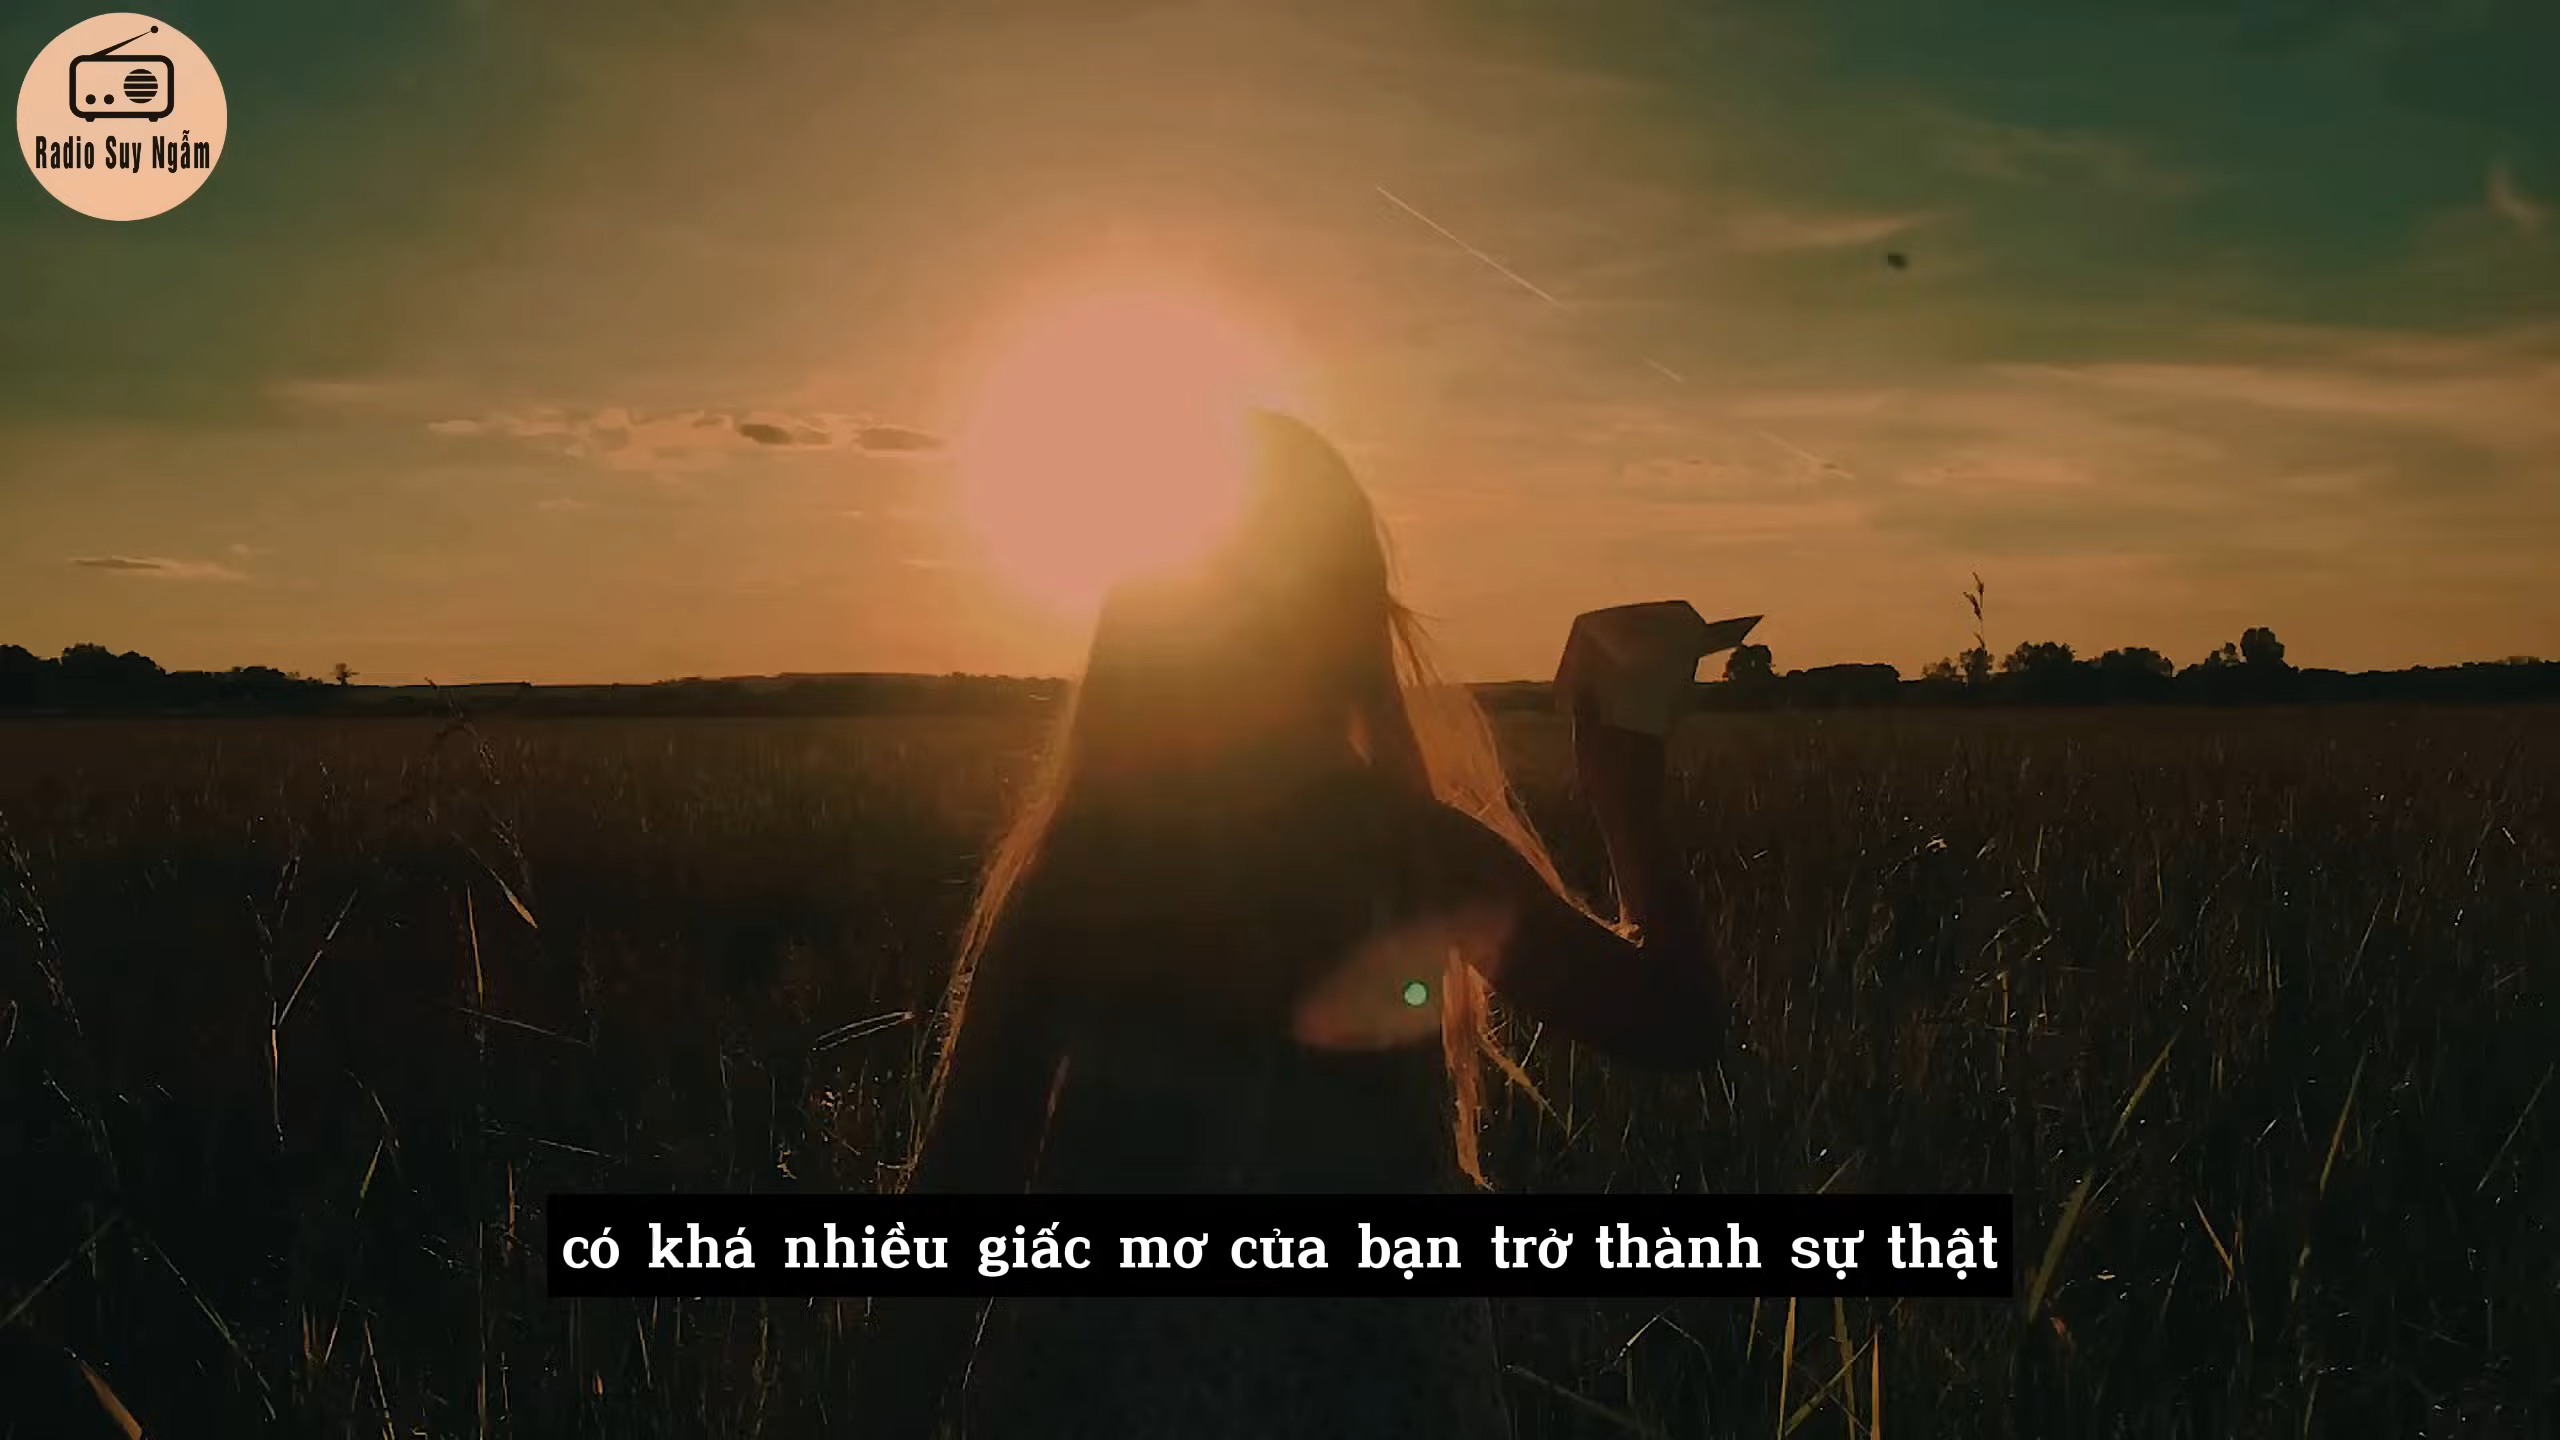 Radio Suy Ngẫm
có khá nhiều giấc mơ của bạn trở thành sự thật